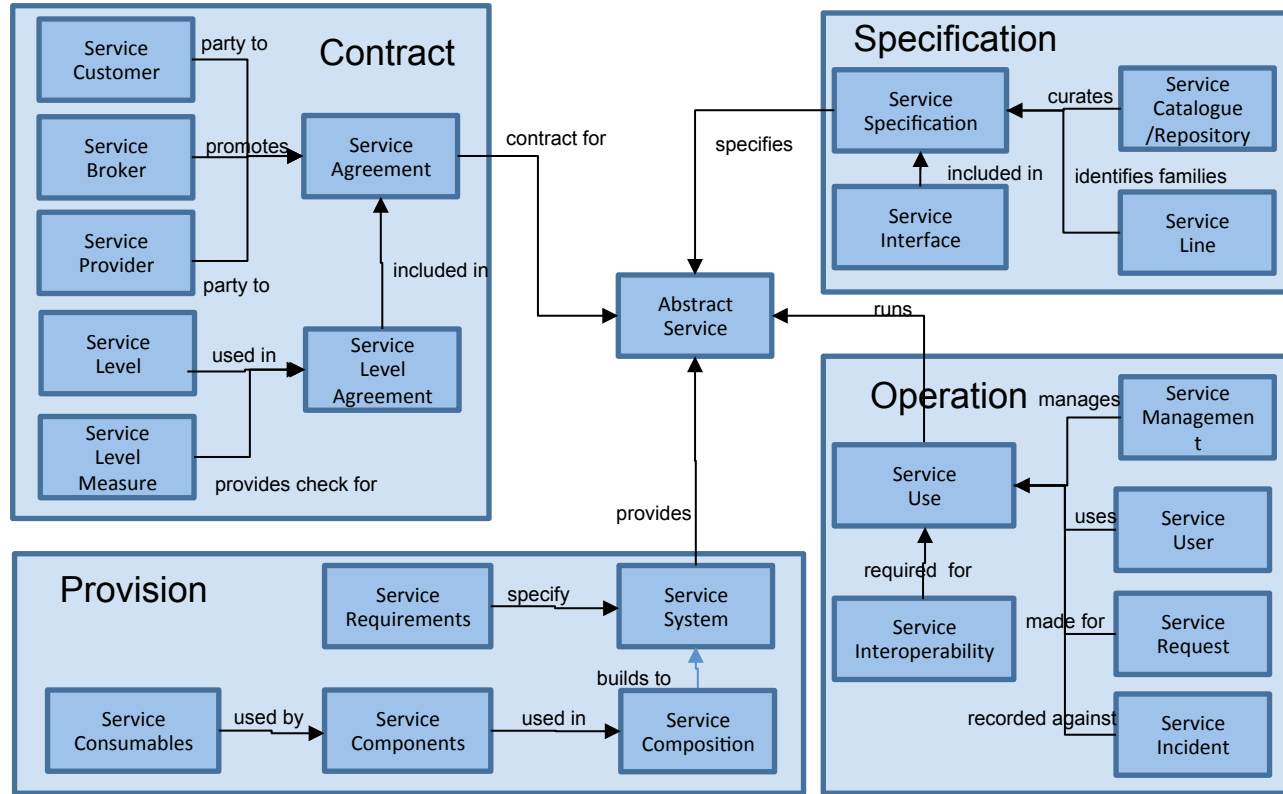 Contract
Service
Customer
party to
Service
Broker
promotes
Service
Agreement
Service
Provider
party to
included in
Service
Level
used in
Service
Level
Agreement
Service
Level
Measure
provides check for
contract for
specifies
Abstract
Service
runs
provides
Specification
Service
Specification
curates
Service
Catalogue
/Repository
included in
identifies families
Service
Interface
Service
Line
Operation
manages
Service
Managemen
t
Service
Use
uses
Service
User
required for
made for
Service
Request
Service
Interoperability
recorded against
Service
Incident
Provision
Service
Requirements
specify
Service
System
builds to
Service
Consumables
used by
Service
Components
used in
Service
Composition